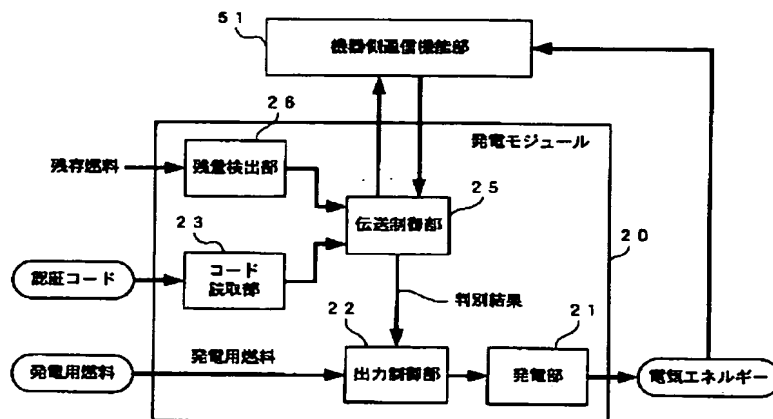 ５１
機器側通信機能部
２６
発電モジュール
残存燃料
残量検出部
２５
伝送制御部
２３
２０
認証コード
コード
読取部
判別結果
２２
２１
発電用燃料
発電用燃料
出力制御部
発電部
電気エネルギー